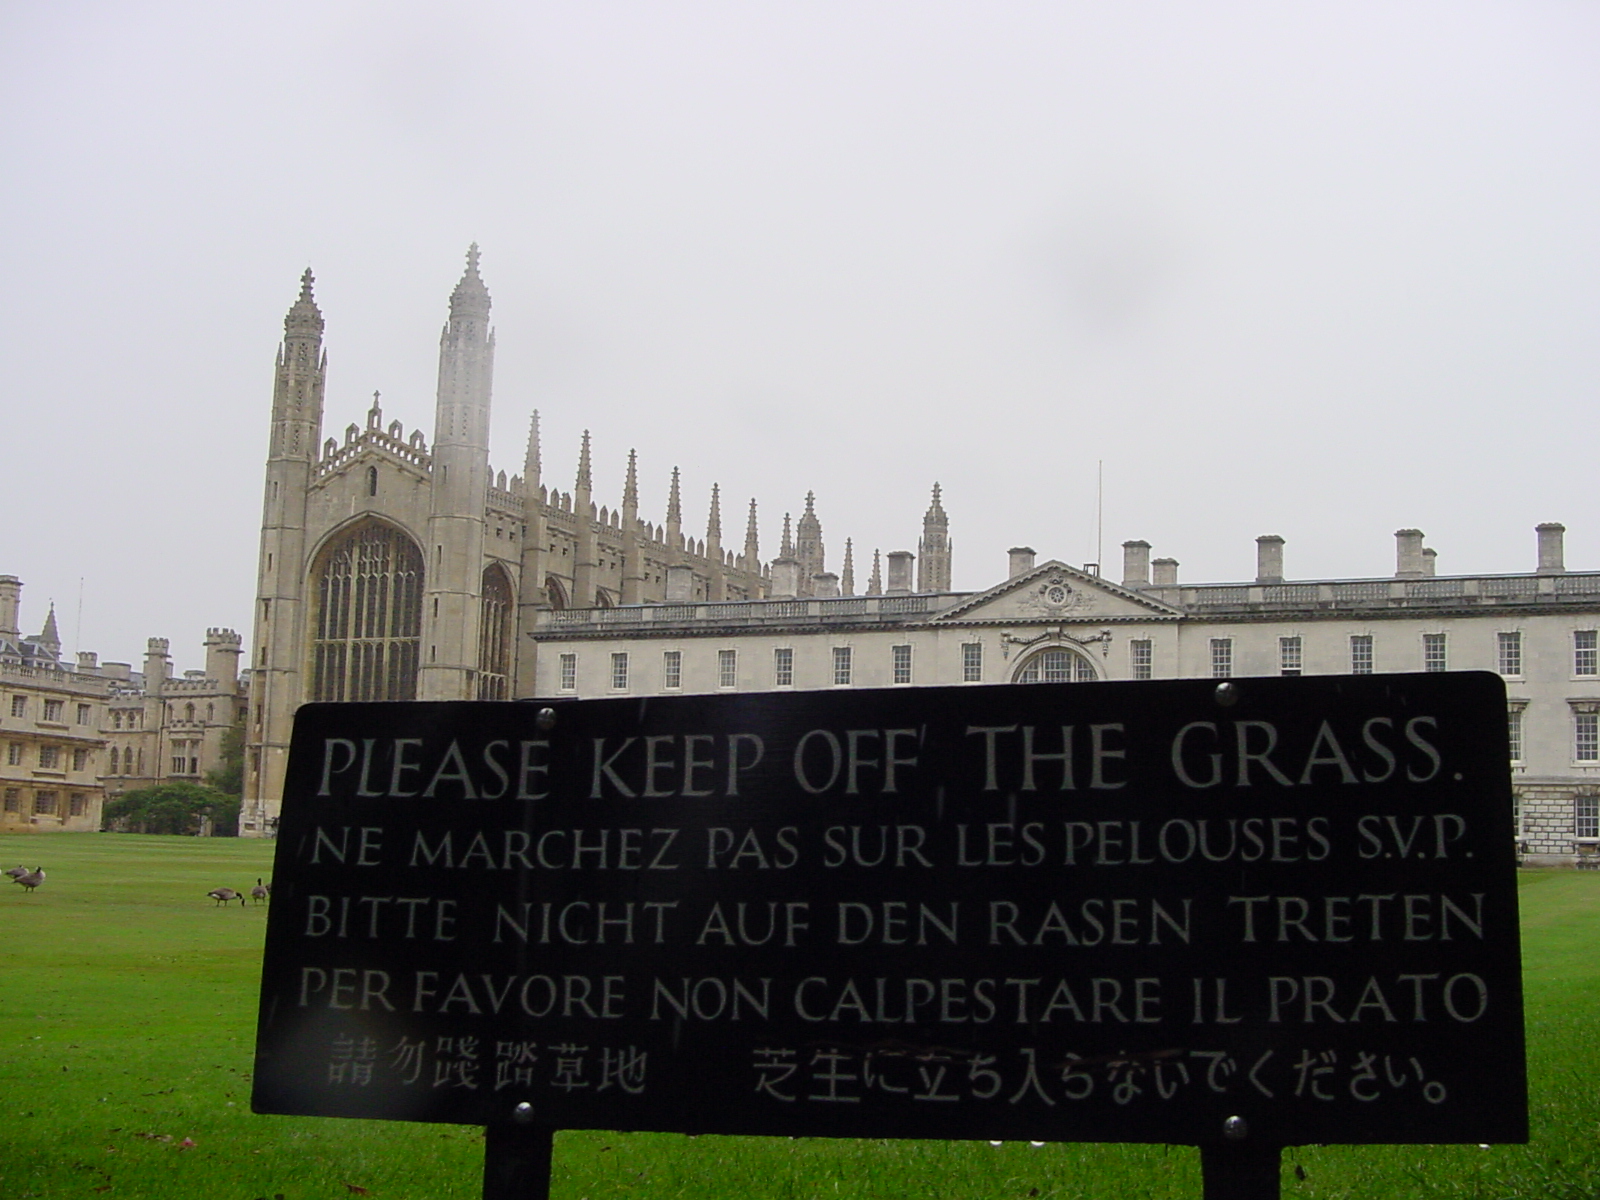 PLEASE KEEP OFF THE GRASS.
NE MARCHEZ PAS SUR LES PELOUSES S.V.P.
BITTE NICHT AUF DEN RASEN TRETEN
PER FAVORE NON CALPESTARE IL PRATO
請勿踐踏草地 芝生に立ち入らないでください。